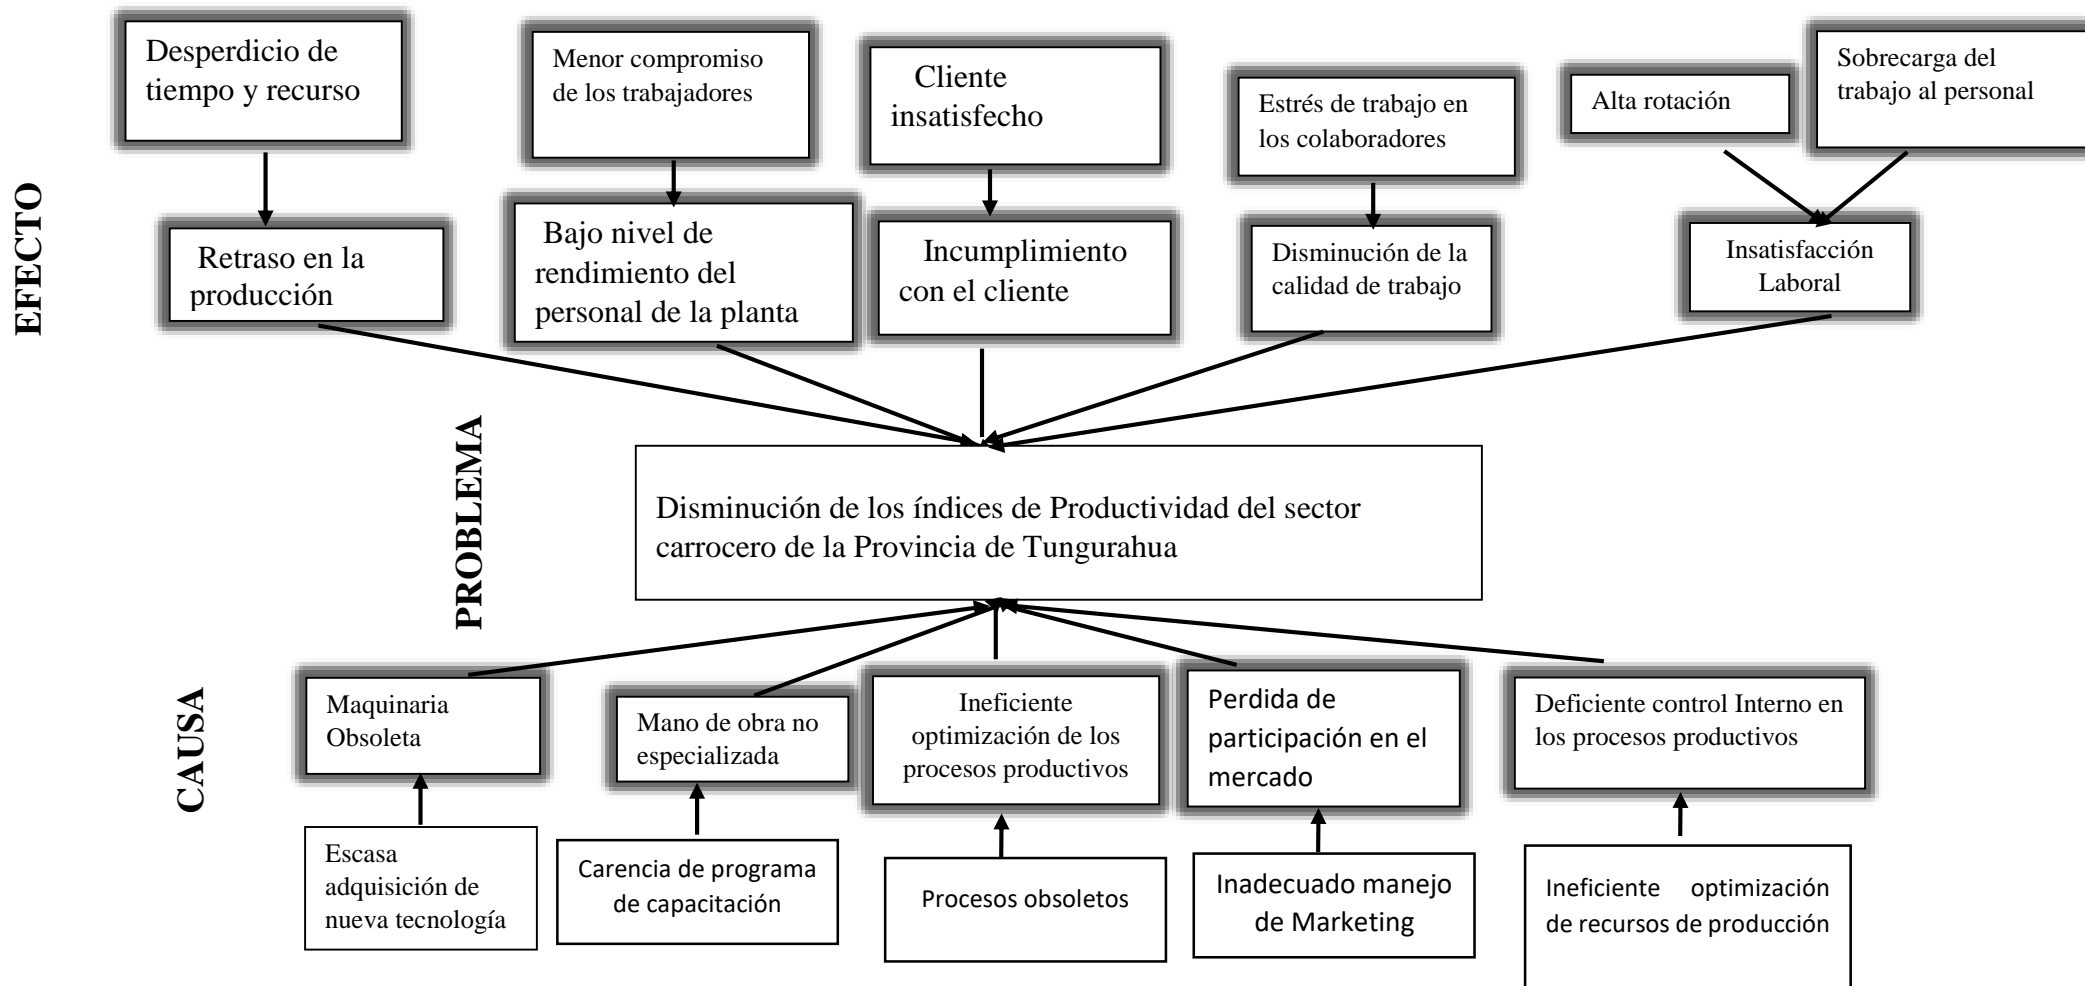 Desperdicio de
tiempo y recurso
Menor compromiso
de los trabajadores
Cliente
insatisfecho
Estrés de trabajo en
los colaboradores
Alta rotación
Sobrecarga del
trabajo al personal
EFECTO
Retraso en la
producción
Bajo nivel de
rendimiento del
personal de la planta
Incumplimiento
con el cliente
Disminución de la
calidad de trabajo
Insatisfacción
Laboral
PROBLEMA
Disminución de los índices de Productividad del sector
carrocero de la Provincia de Tungurahua
CAUSA
Maquinaria
Obsoleta
Mano de obra no
especializada
Ineficiente
optimización de los
procesos productivos
Perdida de
participación en el
mercado
Deficiente control Interno en
los procesos productivos
Escasa
adquisición de
nueva tecnología
Carencia de programa
de capacitación
Procesos obsoletos
Inadecuado manejo
de Marketing
Ineficiente optimización
de recursos de producción